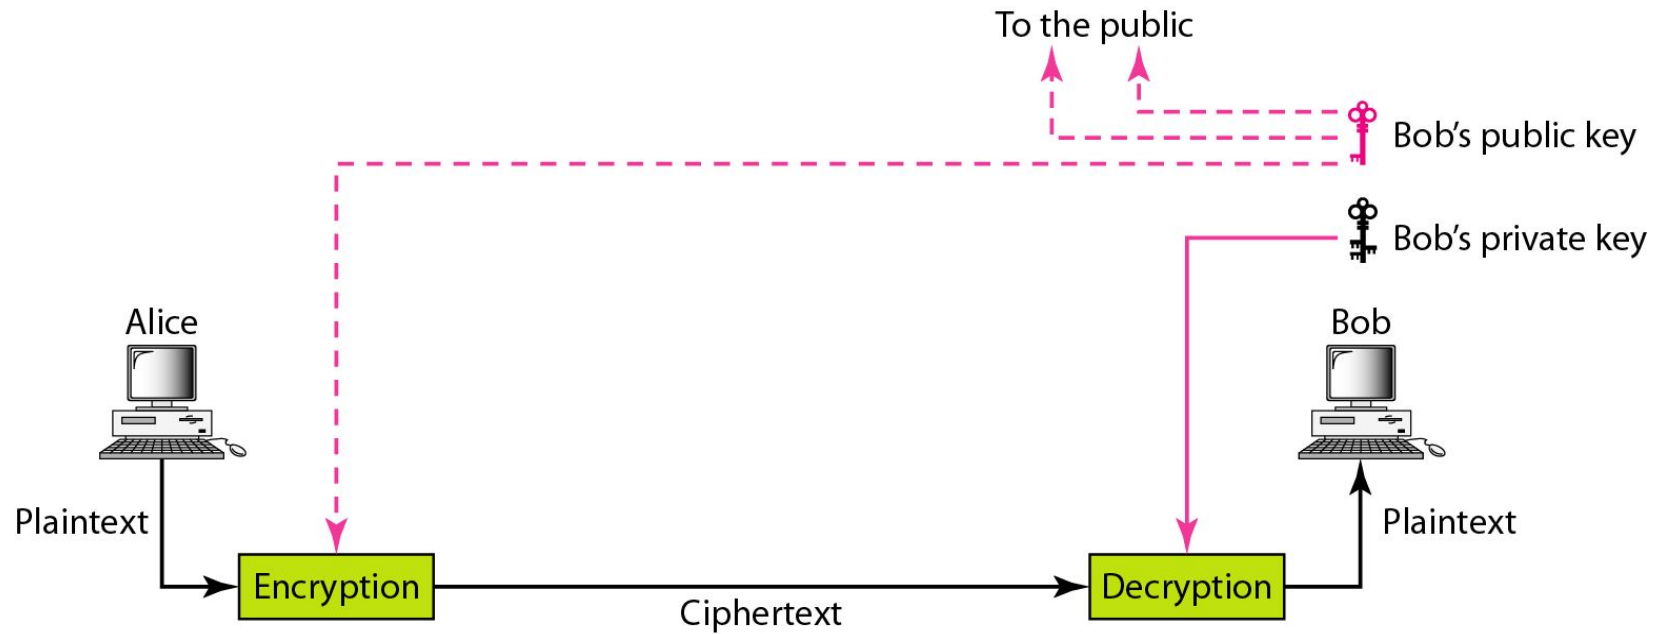 To the public
Bob’s public key
Bob’s private key
Alice
Bob
Plaintext
Plaintext
Encryption
Decryption
Ciphertext